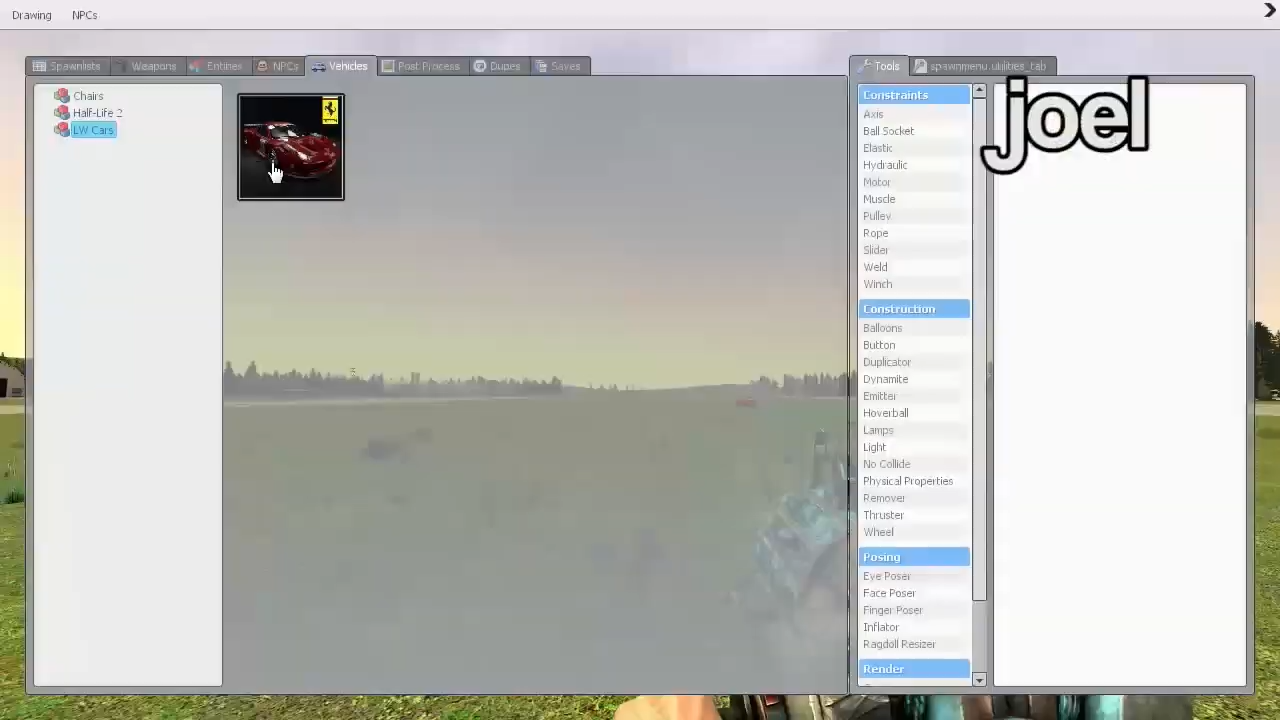 Drawing NPCs
Spawnlists Weapons Entities NPCs Vehicles Post Process Dupes Saves
Tools spawnmenu.utilities_tab
joel
Chairs
Half-Life 2
LW Cars
Constraints
Axis
Ball Socket
Elastic
Hydraulic
Motor
Muscle
Pulley
Rope
Slider
Weld
Winch
Construction
Balloons
Button
Duplicator
Dynamite
Emitter
Hoverball
Lamps
Light
No Collide
Physical Properties
Remover
Thruster
Wheel
Posing
Eye Poser
Face Poser
Finger Poser
Inflator
Ragdoll Resizer
Render